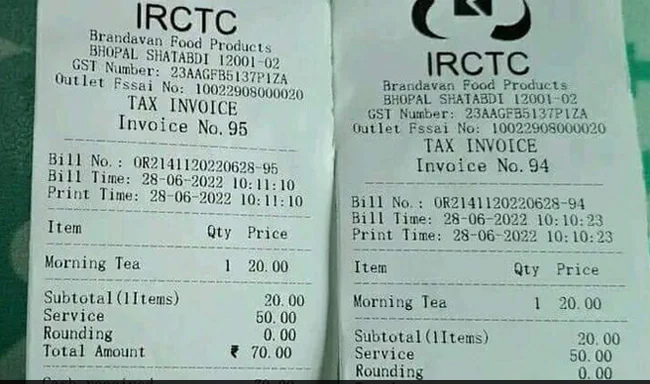 IRCTC
Brandavan Food Products
BHOPAL SHATABDI 12001-02
GST Number: 23AAGFB5137P1ZA
Outlet Fssai No: 10022908000020
TAX INVOICE
Invoice No. 95
Bill No.: OR2141120220628-95
Bill Time: 28-06-2022 10:11:10
Print Time: 28-06-2022 10:11:10
Item Qty Price
Morning Tea 1 20.00
Subtotal(1Items) 20.00
Service 50.00
Rounding 0.00
Total Amount ₹ 70.00
IRCTC
Brandavan Food Products
BHOPAL SHATABDI 12001-02
GST Number: 23AAGFB5137P1ZA
Outlet Fssai No: 10022908000020
TAX INVOICE
Invoice No. 94
Bill No.: OR2141120220628-94
Bill Time: 28-06-2022 10:10:23
Print Time: 28-06-2022 10:10:23
Item Qty Price
Morning Tea 1 20.00
Subtotal(1Items) 20.00
Service 50.00
Rounding 0.00